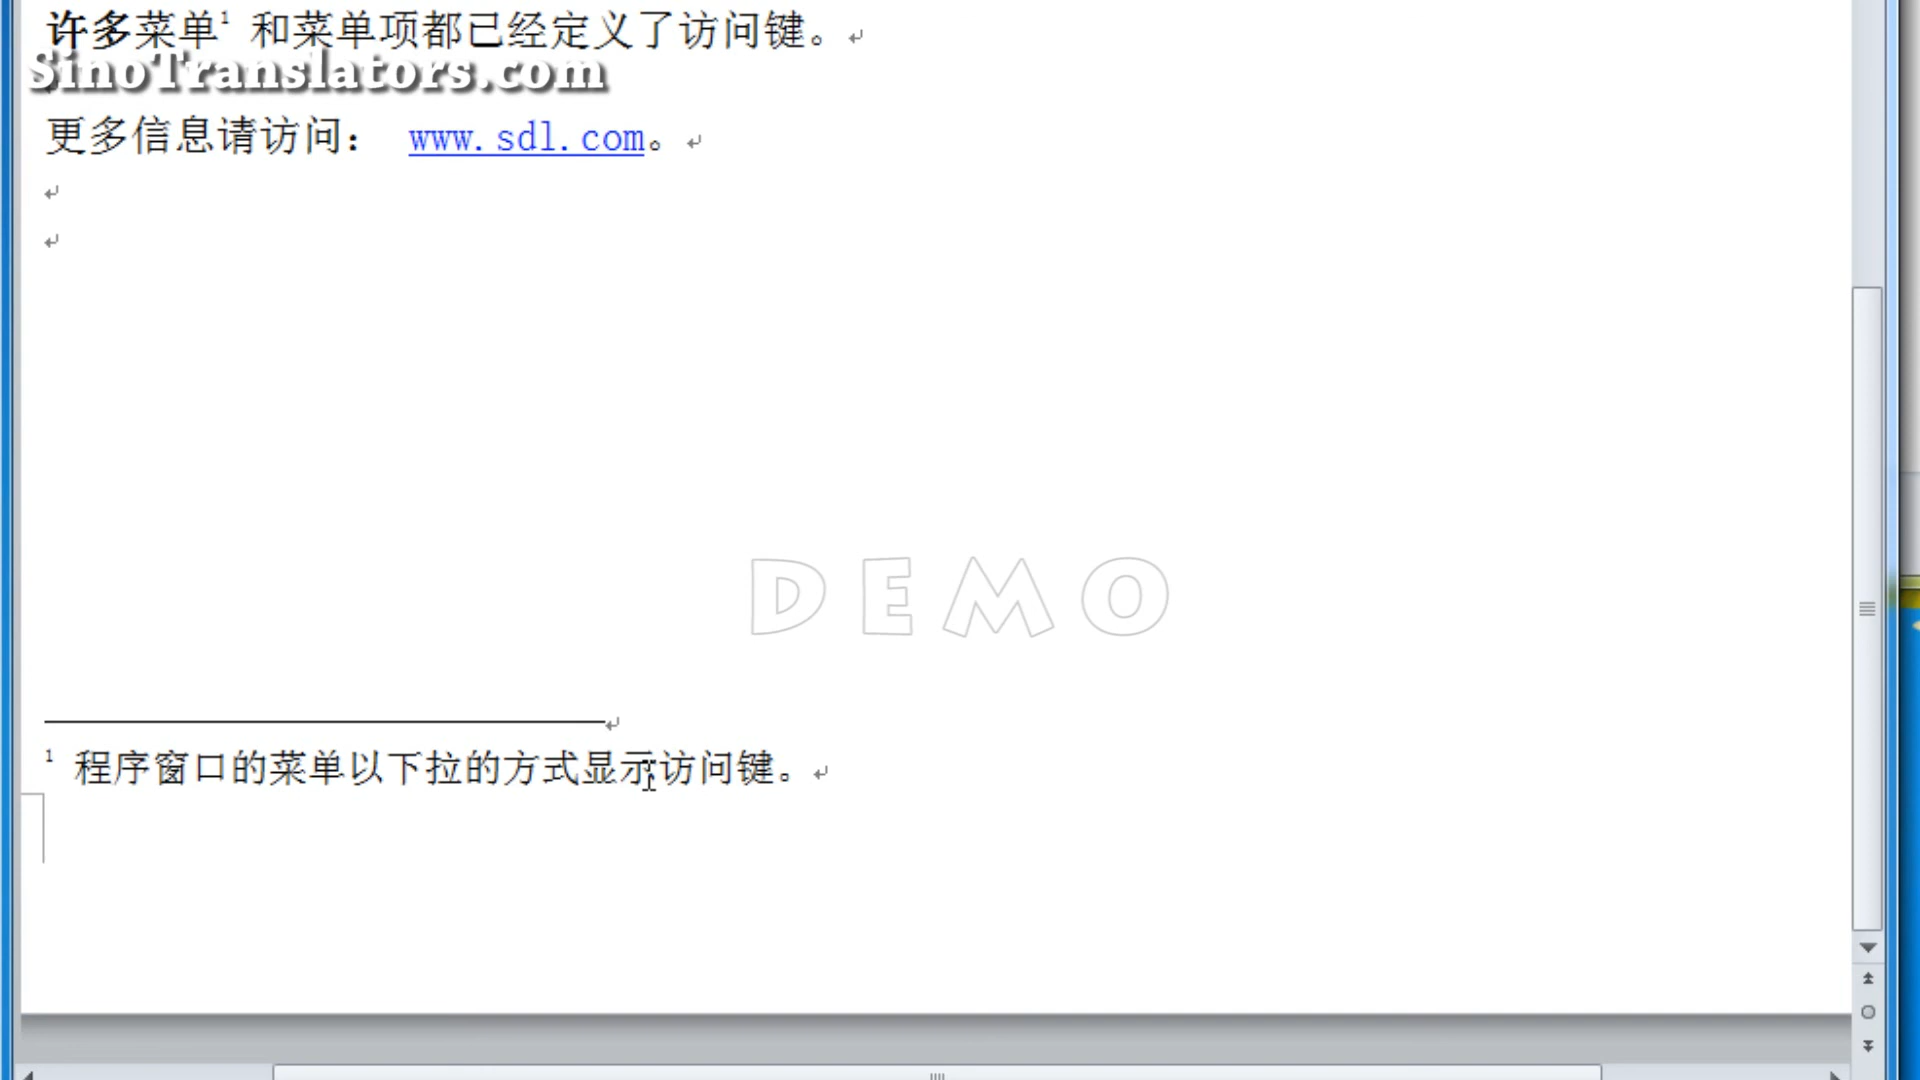 许多菜单¹ 和菜单项都已经定义了访问键。
SinoTranslators.com
更多信息请访问： www.sdl.com。
DEMO
¹ 程序窗口的菜单以下拉的方式显示访问键。